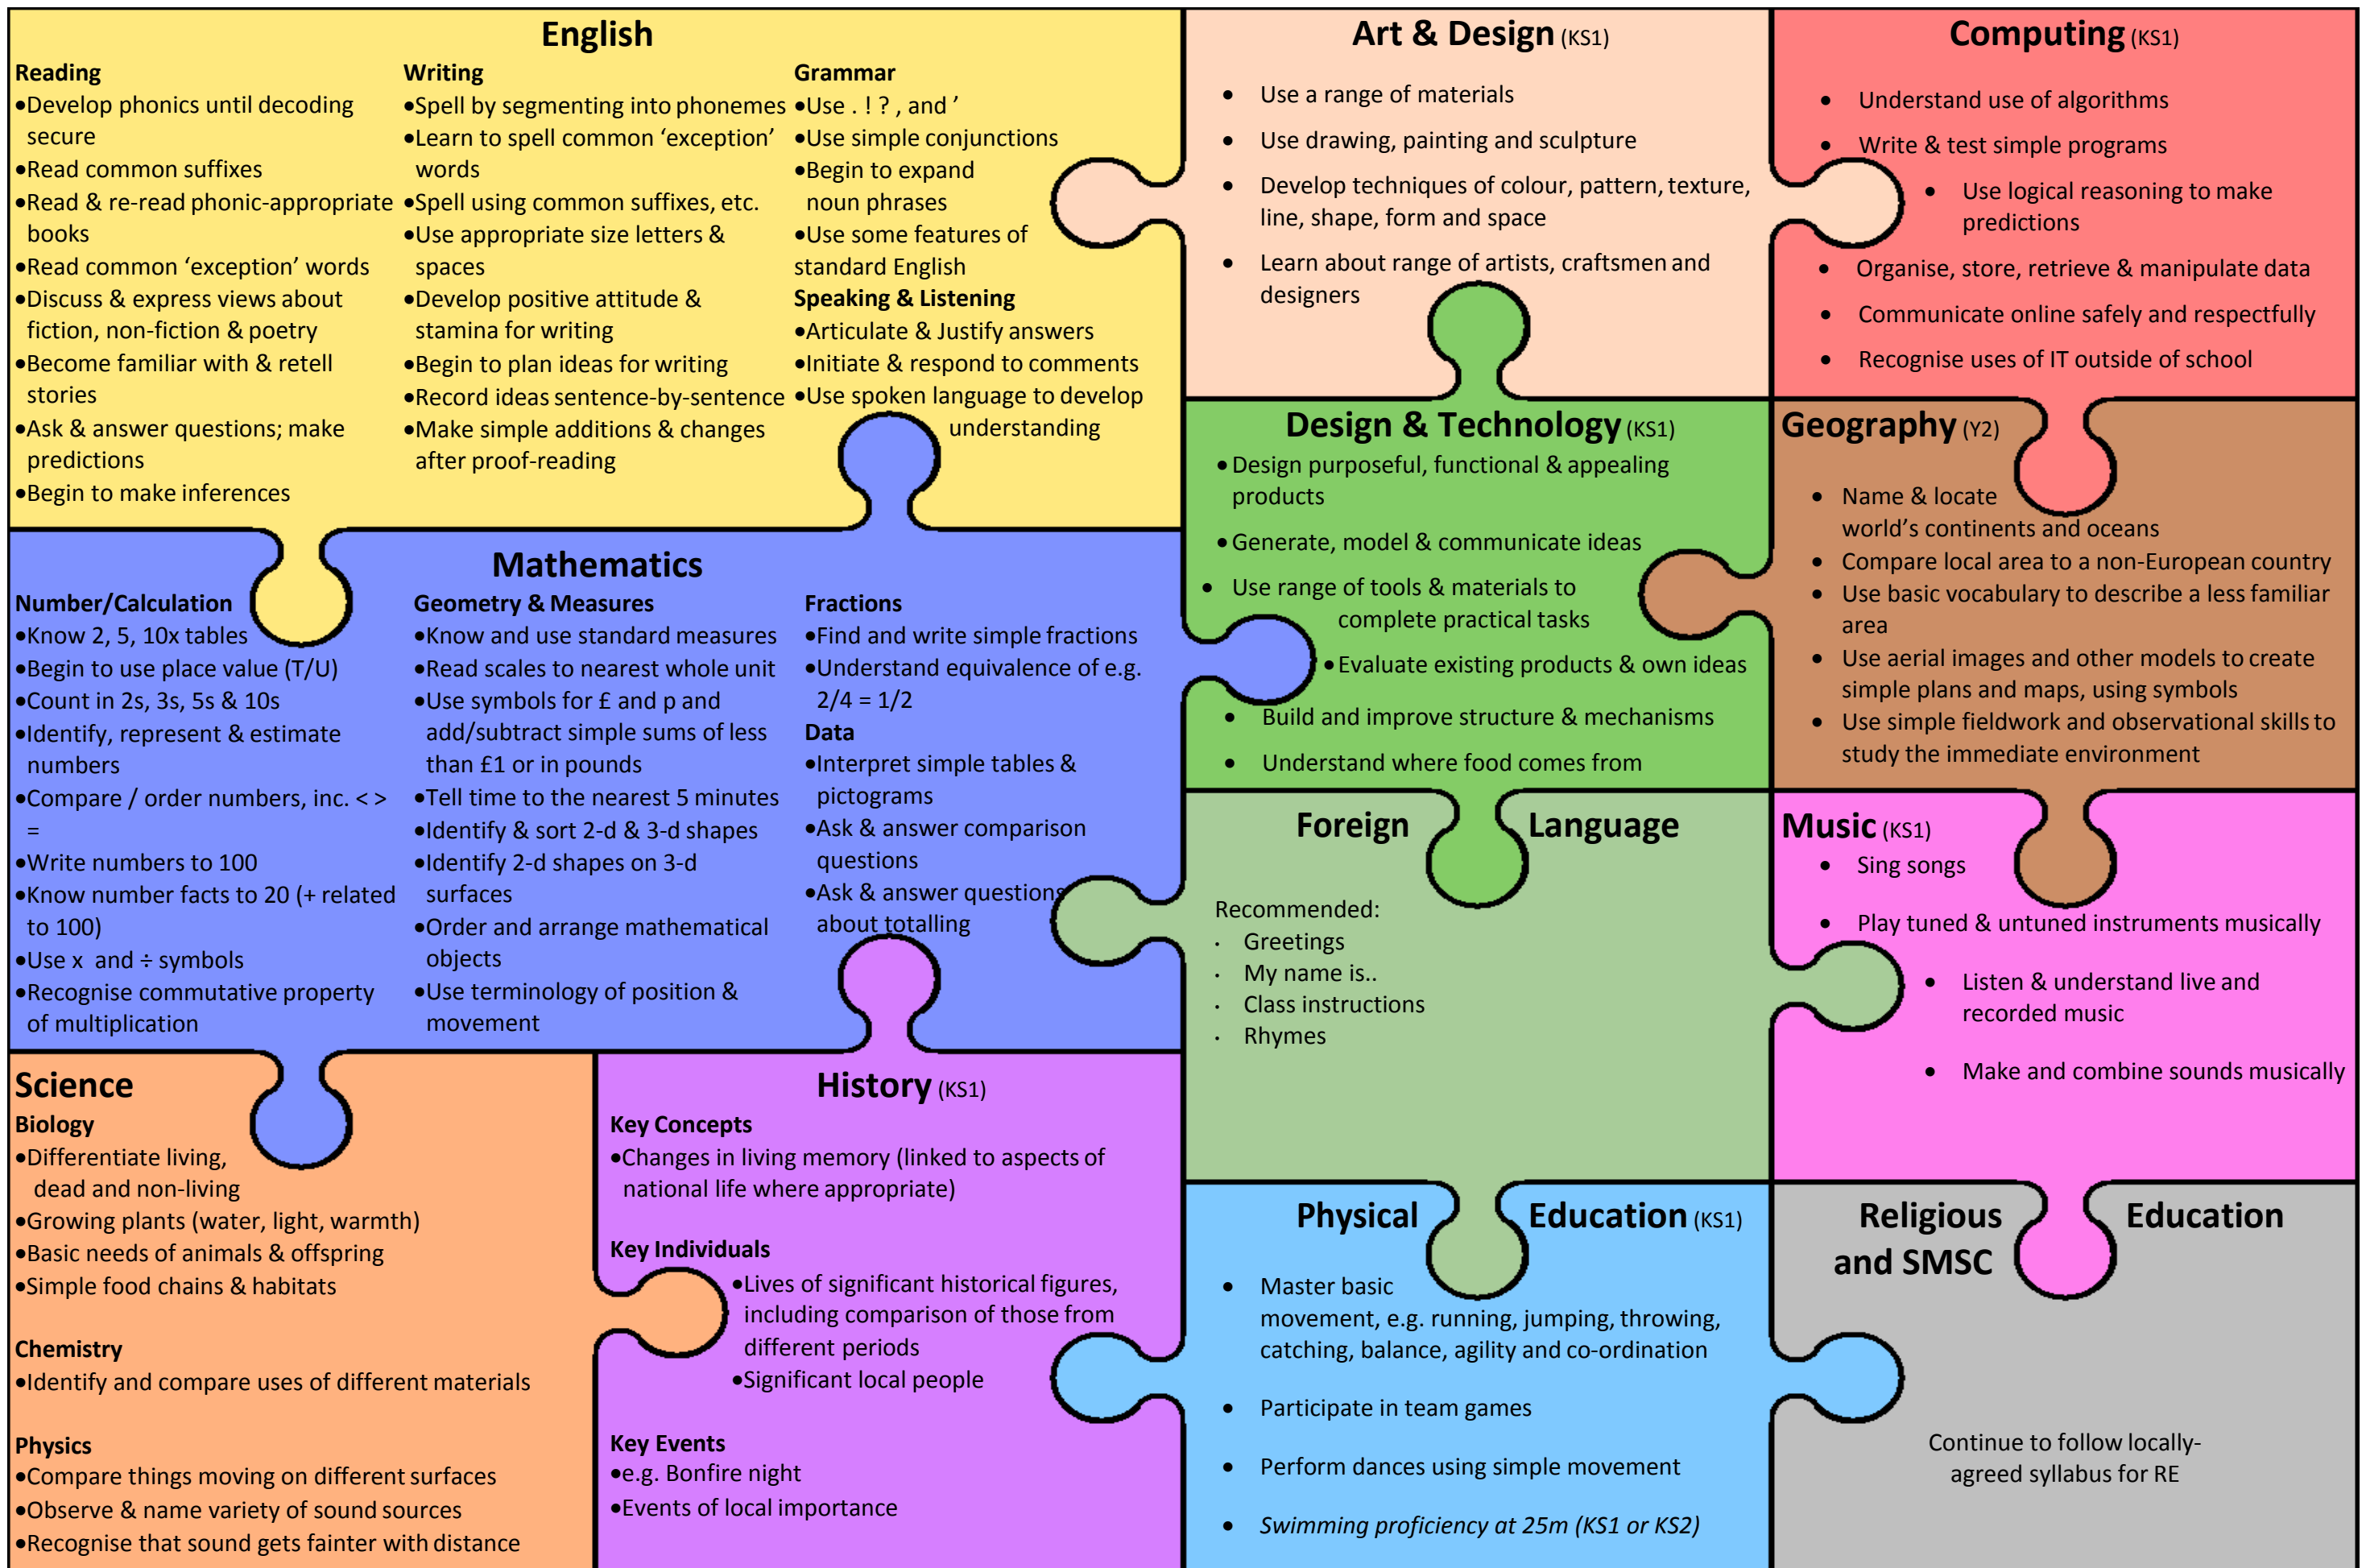 English
Reading
•Develop phonics until decoding
secure
•Read common suffixes
•Read & re-read phonic-appropriate
books
•Read common ‘exception’ words
•Discuss & express views about
fiction, non-fiction & poetry
•Become familiar with & retell
stories
•Ask & answer questions; make
predictions
•Begin to make inferences
Writing
•Spell by segmenting into phonemes
•Learn to spell common ‘exception’
words
•Spell using common suffixes, etc.
•Use appropriate size letters &
spaces
•Develop positive attitude &
stamina for writing
•Begin to plan ideas for writing
•Record ideas sentence-by-sentence
•Make simple additions & changes
after proof-reading
Grammar
•Use . ! ? , and ’
•Use simple conjunctions
•Begin to expand
noun phrases
•Use some features of
standard English
Speaking & Listening
•Articulate & Justify answers
•Initiate & respond to comments
•Use spoken language to develop
understanding
Art & Design (KS1)
• Use a range of materials
• Use drawing, painting and sculpture
• Develop techniques of colour, pattern, texture,
line, shape, form and space
• Learn about range of artists, craftsmen and
designers
Computing (KS1)
• Understand use of algorithms
• Write & test simple programs
• Use logical reasoning to make
predictions
• Organise, store, retrieve & manipulate data
• Communicate online safely and respectfully
• Recognise uses of IT outside of school
Mathematics
Number/Calculation
•Know 2, 5, 10x tables
•Begin to use place value (T/U)
•Count in 2s, 3s, 5s & 10s
•Identify, represent & estimate
numbers
•Compare / order numbers, inc. < >
=
•Write numbers to 100
•Know number facts to 20 (+ related
to 100)
•Use x and ÷ symbols
•Recognise commutative property
of multiplication
Geometry & Measures
•Know and use standard measures
•Read scales to nearest whole unit
•Use symbols for £ and p and
add/subtract simple sums of less
than £1 or in pounds
•Tell time to the nearest 5 minutes
•Identify & sort 2-d & 3-d shapes
•Identify 2-d shapes on 3-d
surfaces
•Order and arrange mathematical
objects
•Use terminology of position &
movement
Fractions
•Find and write simple fractions
•Understand equivalence of e.g.
2/4 = 1/2
Data
•Interpret simple tables &
pictograms
•Ask & answer comparison
questions
•Ask & answer questions
about totalling
Design & Technology (KS1)
• Design purposeful, functional & appealing
products
• Generate, model & communicate ideas
• Use range of tools & materials to
complete practical tasks
• Evaluate existing products & own ideas
• Build and improve structure & mechanisms
• Understand where food comes from
Geography (Y2)
• Name & locate
world’s continents and oceans
• Compare local area to a non-European country
• Use basic vocabulary to describe a less familiar
area
• Use aerial images and other models to create
simple plans and maps, using symbols
• Use simple fieldwork and observational skills to
study the immediate environment
Foreign Language
Recommended:
· Greetings
· My name is..
· Class instructions
· Rhymes
Music (KS1)
• Sing songs
• Play tuned & untuned instruments musically
• Listen & understand live and
recorded music
• Make and combine sounds musically
Science
Biology
•Differentiate living,
dead and non-living
•Growing plants (water, light, warmth)
•Basic needs of animals & offspring
•Simple food chains & habitats
Chemistry
•Identify and compare uses of different materials
Physics
•Compare things moving on different surfaces
•Observe & name variety of sound sources
•Recognise that sound gets fainter with distance
History (KS1)
Key Concepts
•Changes in living memory (linked to aspects of
national life where appropriate)
Key Individuals
•Lives of significant historical figures,
including comparison of those from
different periods
•Significant local people
Key Events
•e.g. Bonfire night
•Events of local importance
Physical Education (KS1)
• Master basic
movement, e.g. running, jumping, throwing,
catching, balance, agility and co-ordination
• Participate in team games
• Perform dances using simple movement
• Swimming proficiency at 25m (KS1 or KS2)
Religious Education
and SMSC
Continue to follow locally-
agreed syllabus for RE